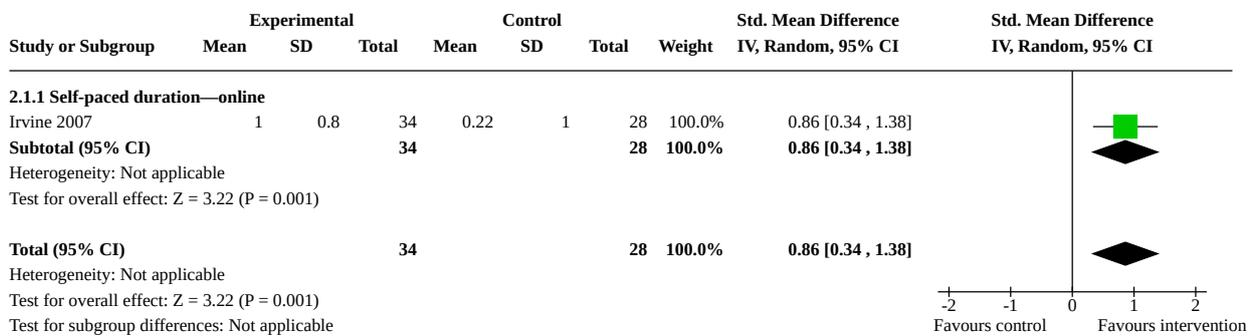 Experimental Control Std. Mean Difference Std. Mean Difference
Study or Subgroup Mean SD Total Mean SD Total Weight IV, Random, 95% CI IV, Random, 95% CI
2.1.1 Self-paced duration—online
Irvine 2007 1 0.8 34 0.22 1 28 100.0% 0.86 [0.34 , 1.38]
Subtotal (95% CI) 34 28 100.0% 0.86 [0.34 , 1.38]
Heterogeneity: Not applicable
Test for overall effect: Z = 3.22 (P = 0.001)
Total (95% CI) 34 28 100.0% 0.86 [0.34 , 1.38]
Heterogeneity: Not applicable
Test for overall effect: Z = 3.22 (P = 0.001)
-2 -1 0 1 2
Test for subgroup differences: Not applicable Favours control Favours intervention